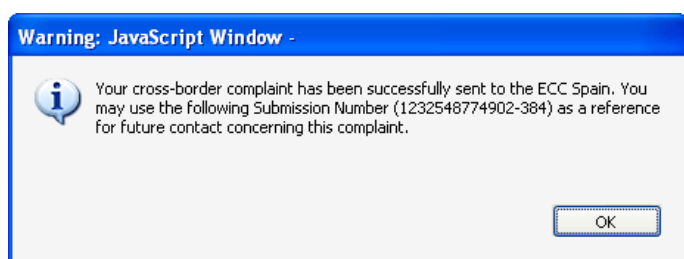 Warning: JavaScript Window -
Your cross-border complaint has been successfully sent to the ECC Spain. You
may use the following Submission Number (1232548774902-384) as a reference
for future contact concerning this complaint.
OK